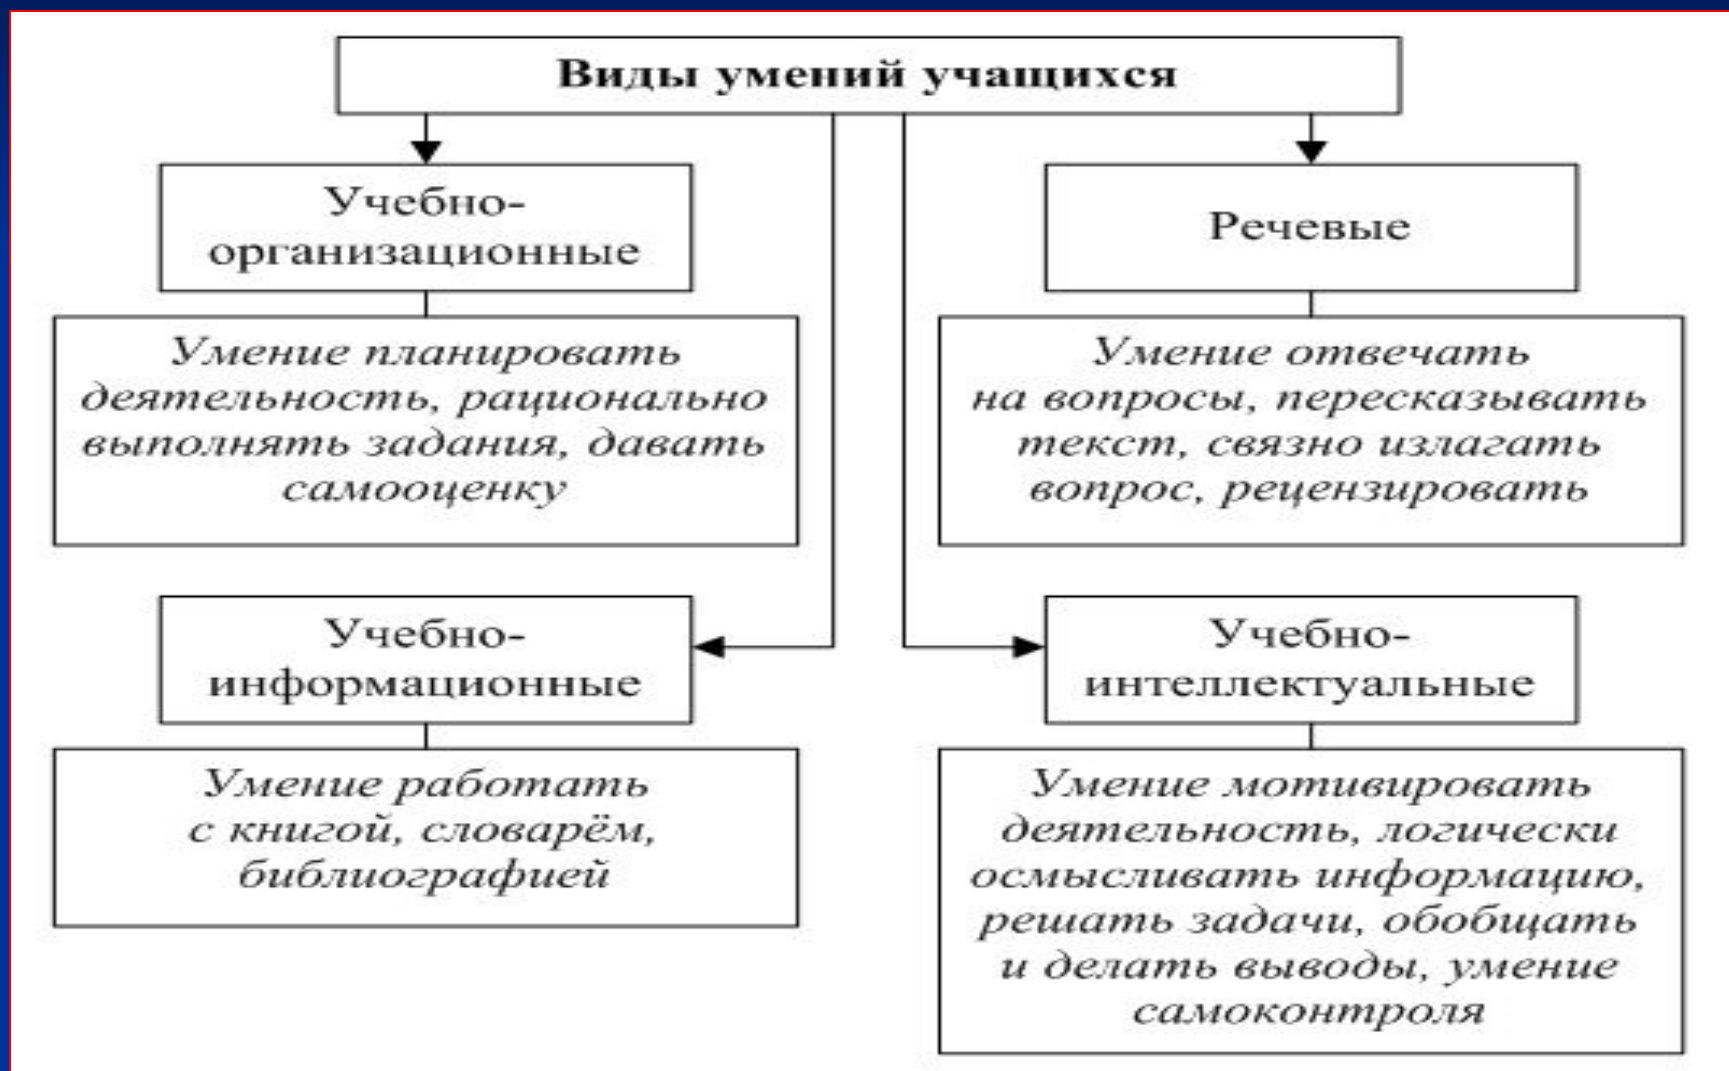 Виды умений учащихся
Учебно-
организационные
Умение планировать
деятельность, рационально
выполнять задания, давать
самооценку
Речевые
Умение отвечать
на вопросы, пересказывать
текст, связно излагать
вопрос, рецензировать
Учебно-
информационные
Умение работать
с книгой, словарём,
библиографией
Учебно-
интеллектуальные
Умение мотивировать
деятельность, логически
осмысливать информацию,
решать задачи, обобщать
и делать выводы, умение
самоконтроля